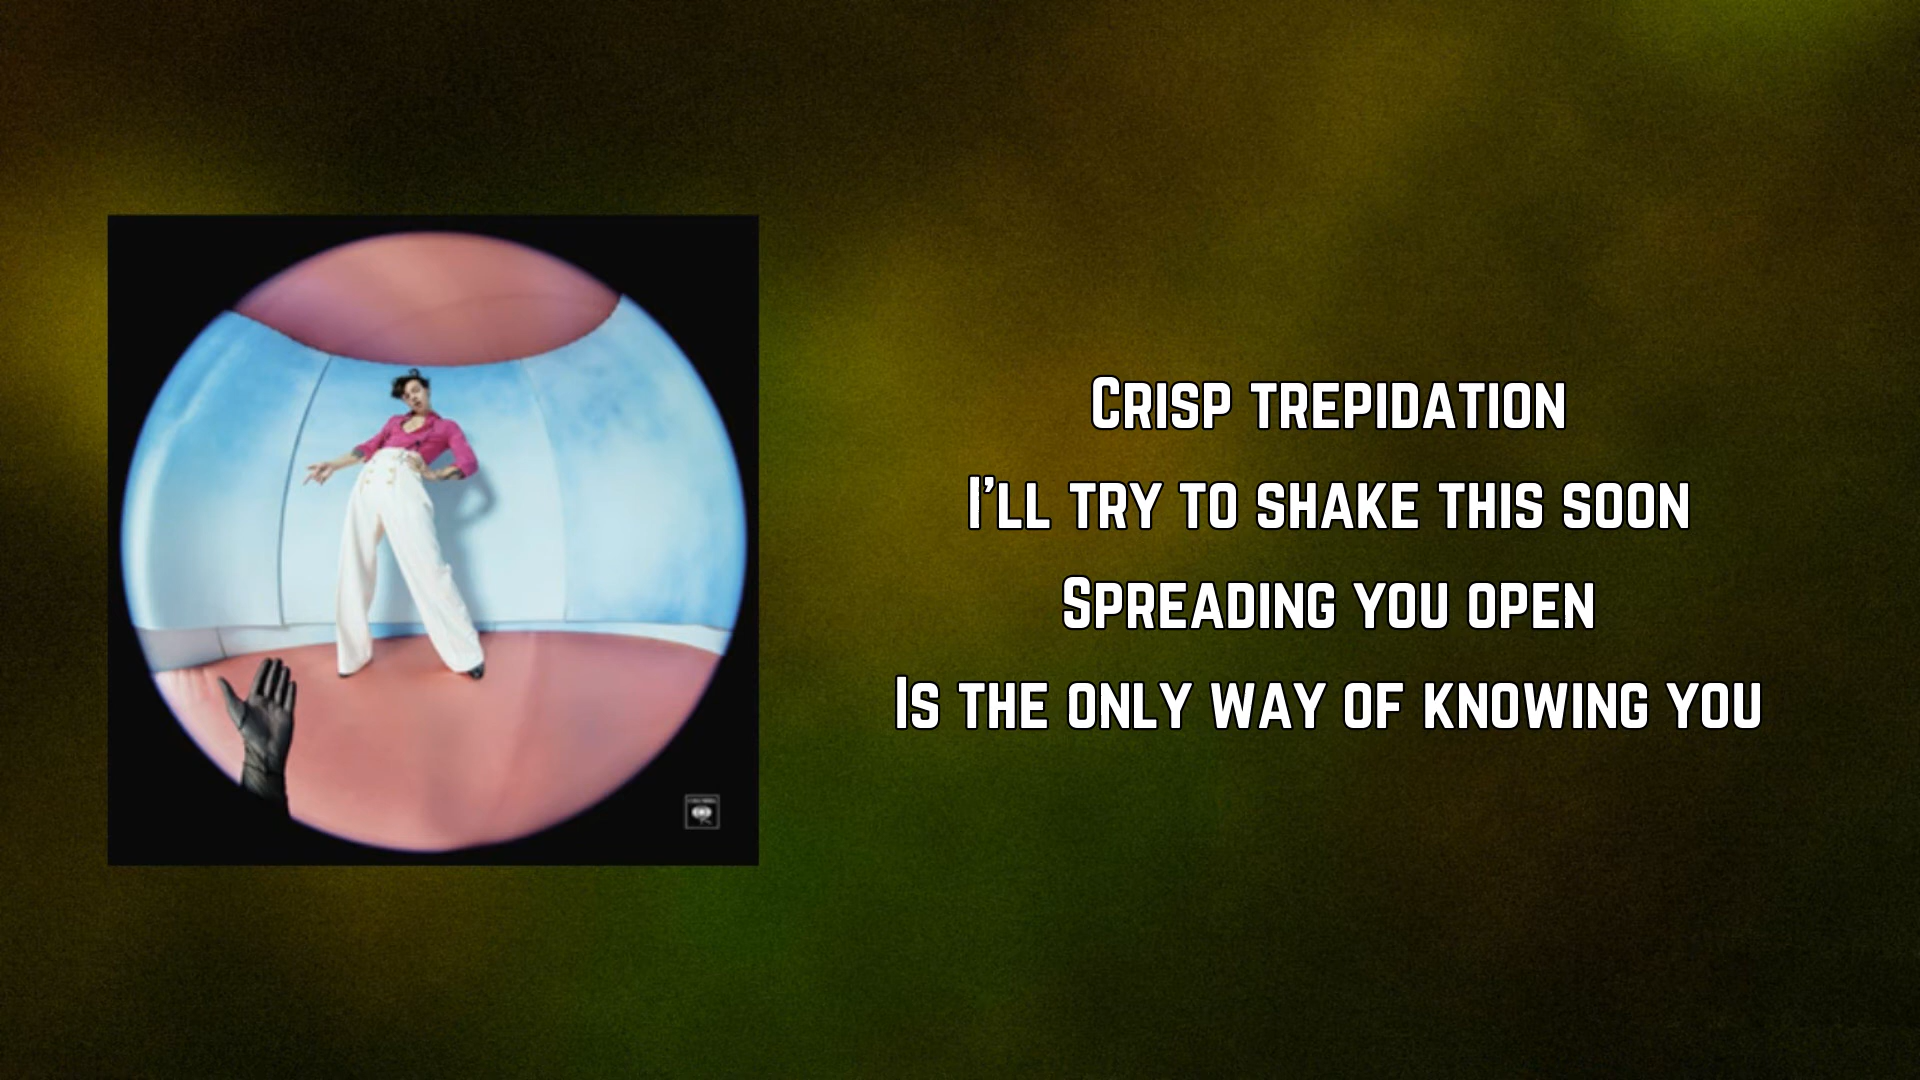 Crisp trepidation
I'll try to shake this soon
Spreading you open
Is the only way of knowing you